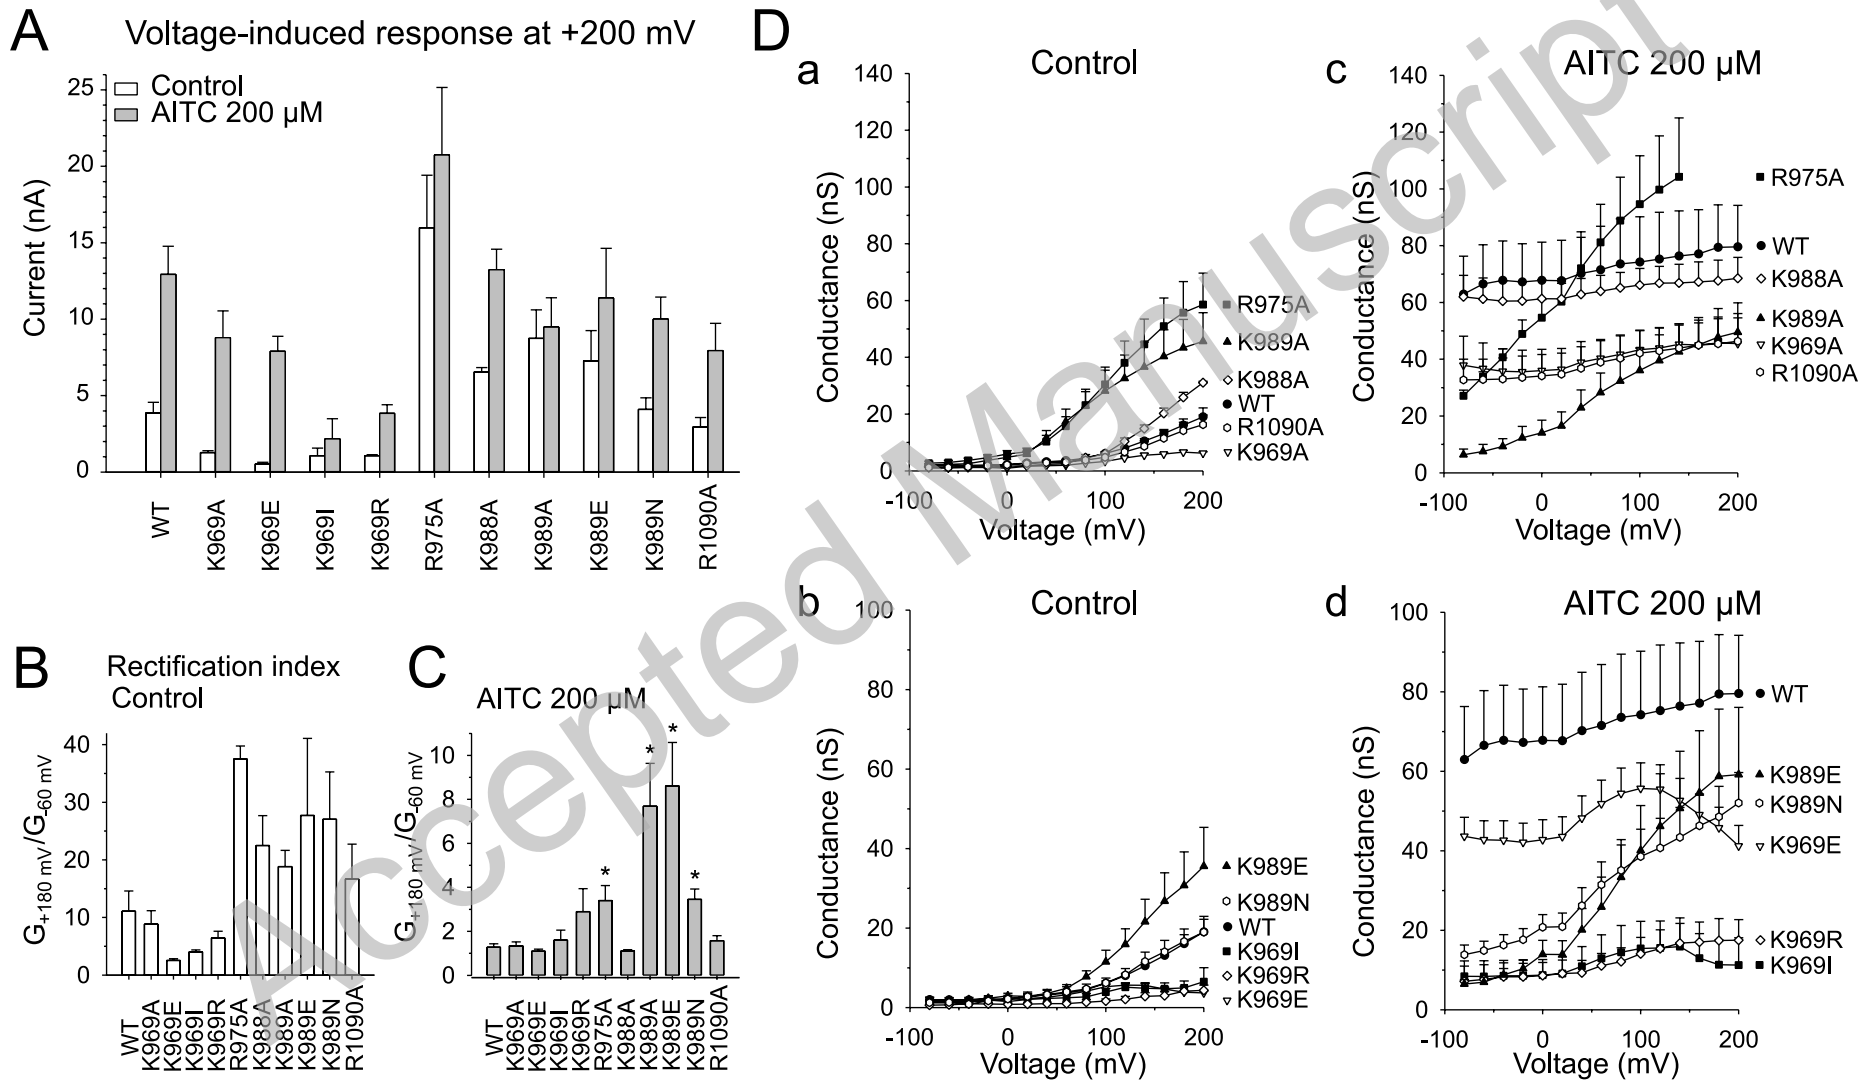 A
Voltage-induced response at +200 mV
Control
AITC 200 µM
Current (nA)
25
20
15
10
5
0
WT
K969A
K969E
K969I
K969R
R975A
K988A
K989A
K989E
K989N
R1090A
B
Rectification index
Control
G+180 mV/G-60 mV
40
30
20
10
0
WT
K969A
K969E
K969I
K969R
R975A
K988A
K989A
K989E
K989N
R1090A
C
AITC 200 µM
G+180 mV/G-60 mV
10
8
6
4
2
0
*
*
*
*
WT
K969A
K969E
K969I
K969R
R975A
K988A
K989A
K989E
K989N
R1090A
D
a
Control
Conductance (nS)
140
120
100
80
60
40
20
0
-100
0
100
200
Voltage (mV)
R975A
K989A
K988A
WT
R1090A
K969A
c
AITC 200 µM
Conductance (nS)
140
120
100
80
60
40
20
0
-100
0
100
200
Voltage (mV)
R975A
WT
K988A
K989A
K969A
R1090A
b
Control
Conductance (nS)
100
80
60
40
20
0
-100
0
100
200
Voltage (mV)
K989E
K989N
WT
K969I
K969R
K969E
d
AITC 200 µM
Conductance (nS)
100
80
60
40
20
0
-100
0
100
200
Voltage (mV)
WT
K989E
K989N
K969E
K969R
K969I
Accepted Manuscript